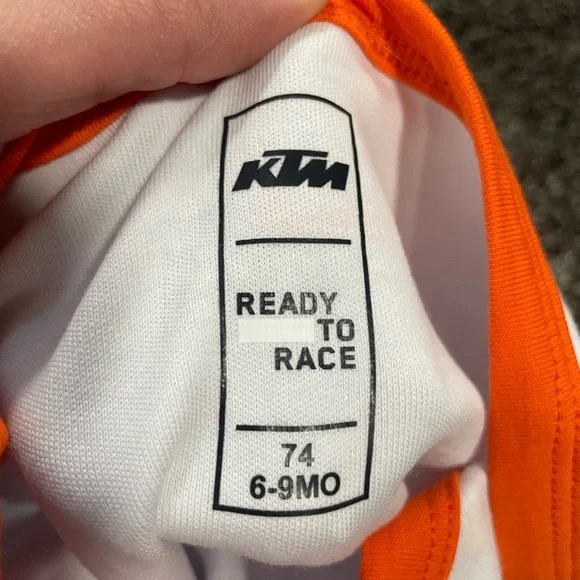 KTM
READY
TO
RACE
74
6-9MO